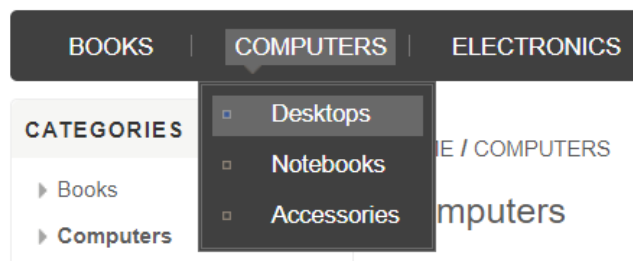 BOOKS COMPUTERS ELECTRONICS
Desktops
CATEGORIES
IE / COMPUTERS
Notebooks
Books
Accessories
mputers
Computers